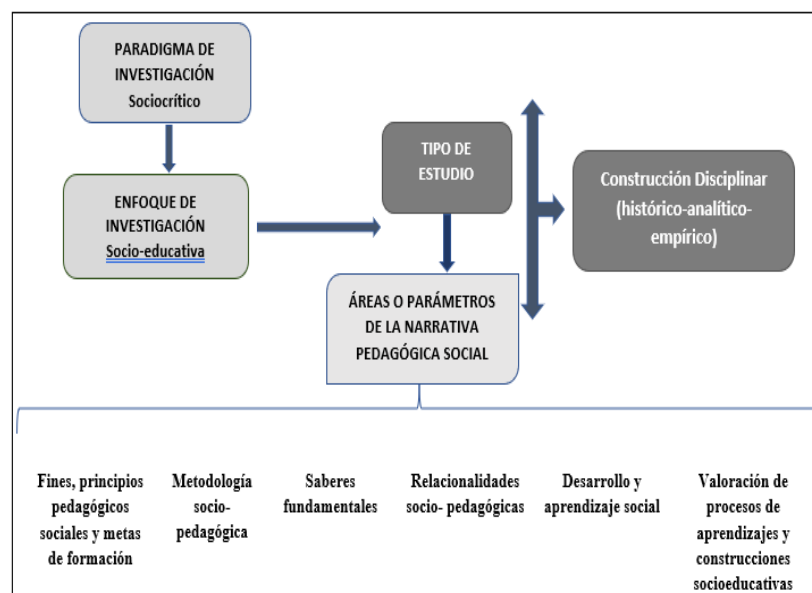 PARADIGMA DE
INVESTIGACIÓN
Sociocrítico
ENFOQUE DE
INVESTIGACIÓN
Socio-educativa
TIPO DE
ESTUDIO
Construcción Disciplinar
(histórico-analítico-
empírico)
ÁREAS O PARÁMETROS
DE LA NARRATIVA
PEDAGÓGICA SOCIAL
Fines, principios
pedagógicos
sociales y metas
de formación
Metodología
socio-
pedagógica
Saberes
fundamentales
Relacionalidades
socio- pedagógicas
Desarrollo y
aprendizaje social
Valoración de
procesos de
aprendizajes y
construcciones
socioeducativas